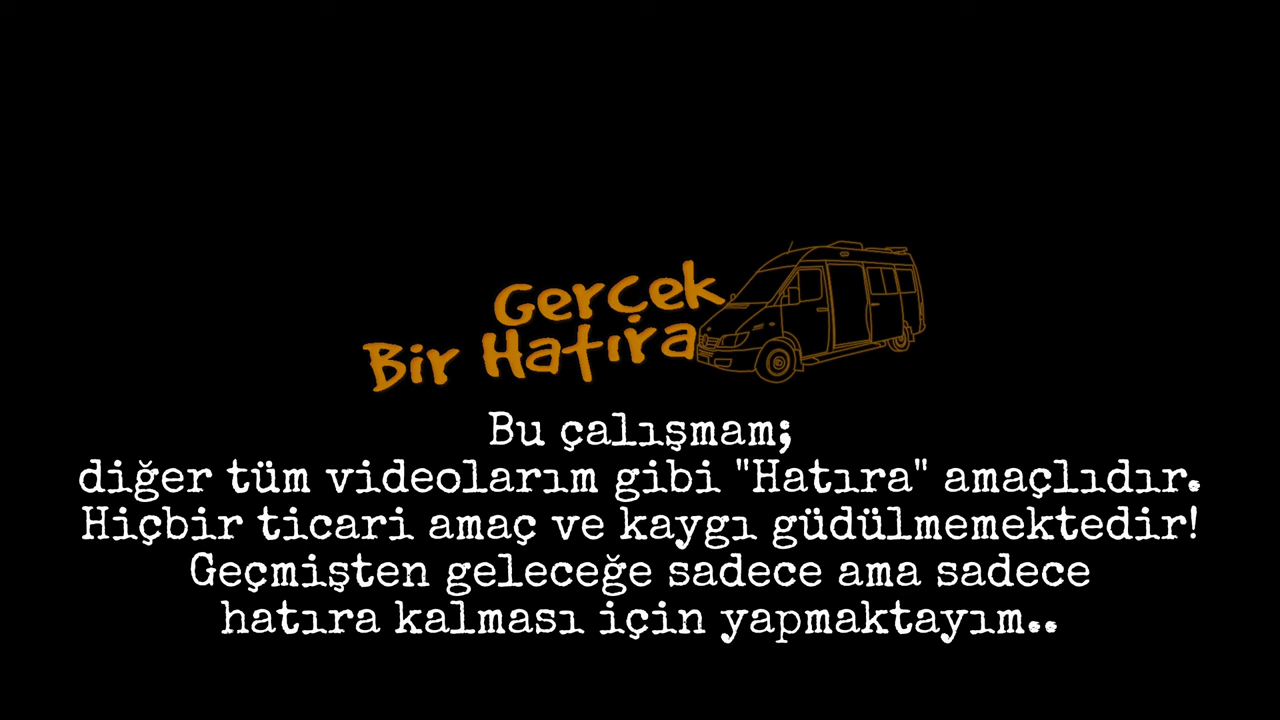 Gerçek
Bir Hatıra
Bu çalışmam;
diğer tüm videolarım gibi "Hatıra" amaçlıdır.
Hiçbir ticari amaç ve kaygı güdülmemektedir!
Geçmişten geleceğe sadece ama sadece
hatıra kalması için yapmaktayım..